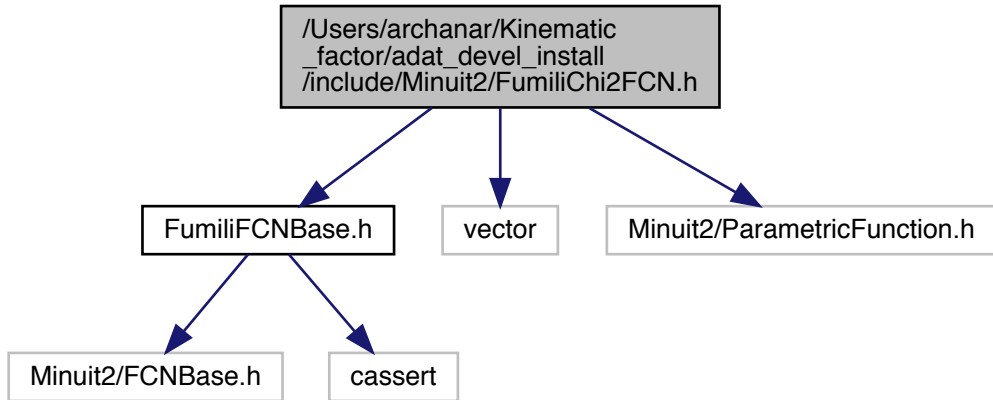 /Users/archanar/Kinematic
_factor/adat_devel_install
/include/Minuit2/FumiliChi2FCN.h
FumiliFCNBase.h
vector
Minuit2/ParametricFunction.h
Minuit2/FCNBase.h
cassert